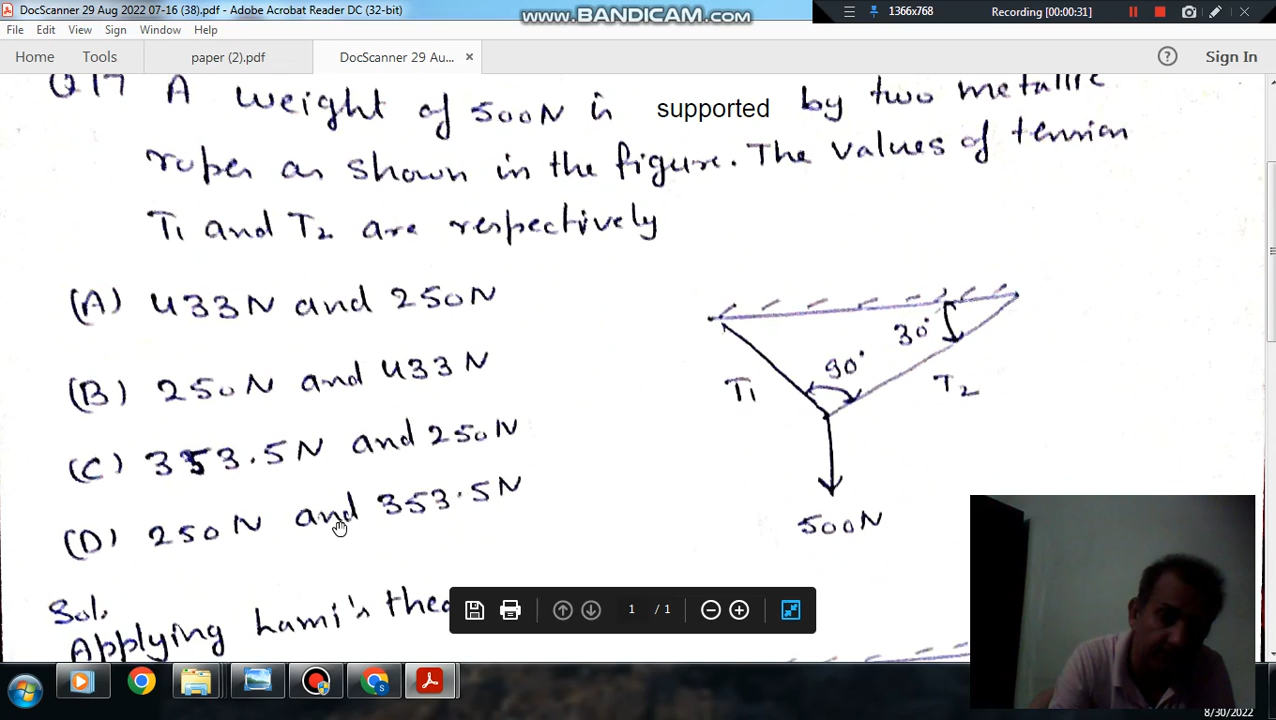 DocScanner 29 Aug 2022 07-16 (38).pdf - Adobe Acrobat Reader DC (32-bit)
www.BANDICAM.com
1366x768
Recording [00:00:31]
File Edit View Sign Window Help
Home Tools paper (2).pdf DocScanner 29 Au... × Sign In
Q17 A weight of 500N is supported by two metallic
ropes as shown in the figure. The values of tension
T1 and T2 are respectively
(A) 433N and 250N
(B) 250N and 433N
(C) 353.5N and 250N
(D) 250N and 353.5N
30°
90°
T1
T2
500N
Sol.
Applying Lami's theo
1 / 1
8/30/2022